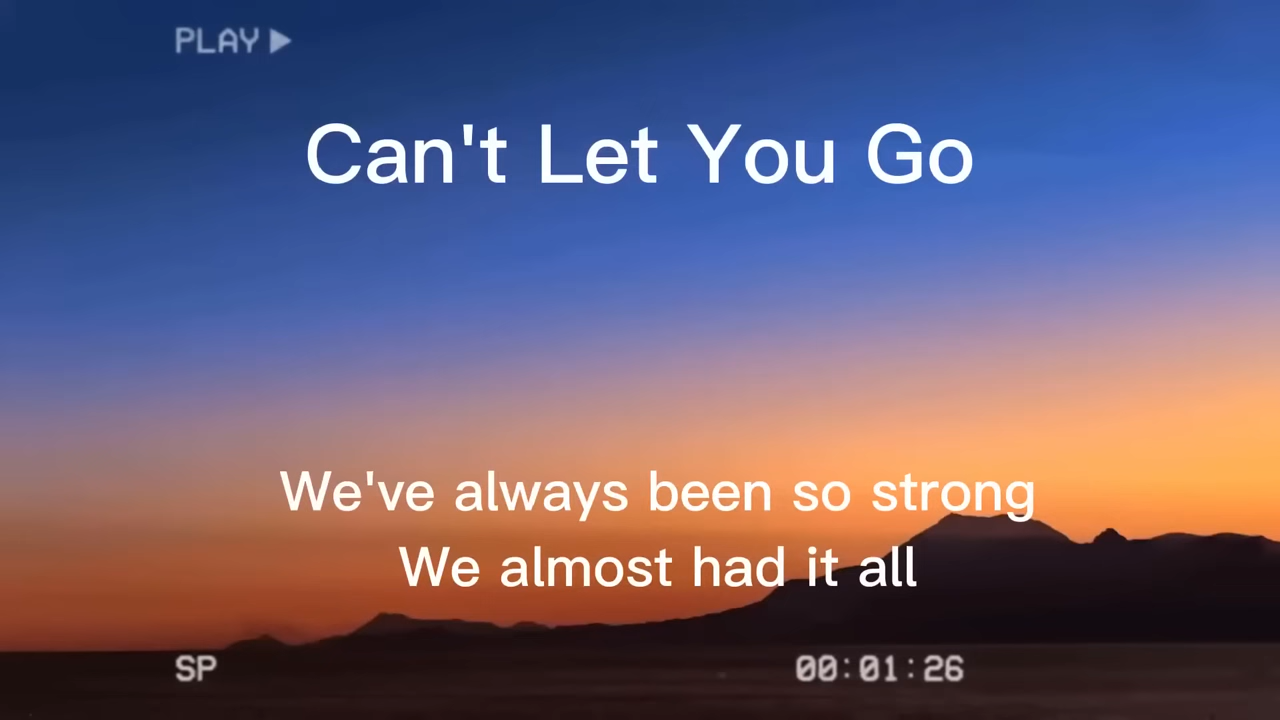 PLAY ▶
Can't Let You Go
We've always been so strong
We almost had it all
SP
00:01:26